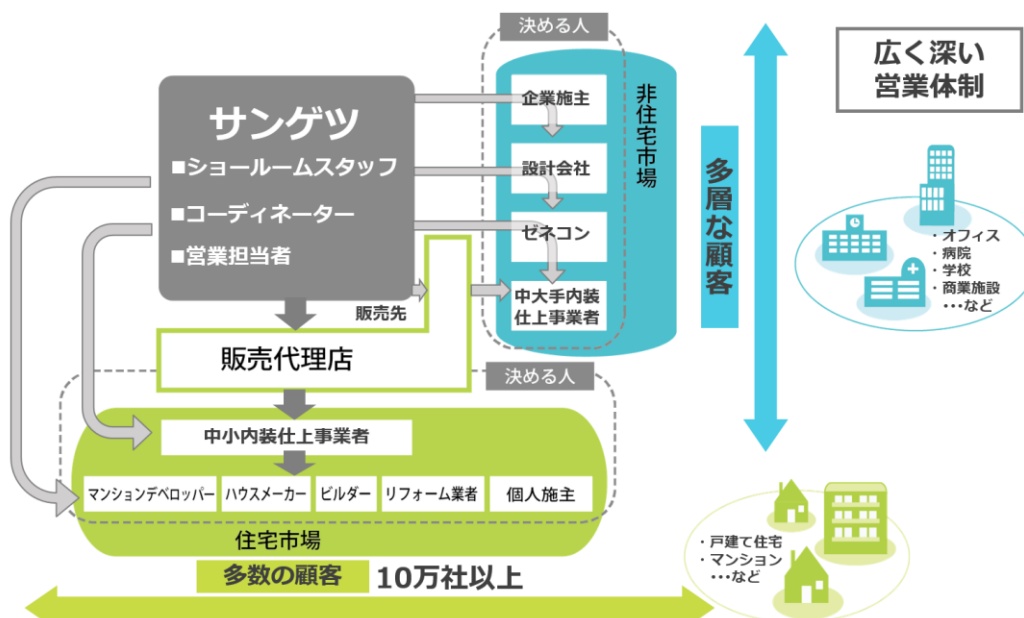 決める人
広く深い
営業体制
サンゲツ
■ショールームスタッフ
■コーディネーター
■営業担当者
企業施主
設計会社
ゼネコン
中大手内装
仕上事業者
非住宅市場
多層な顧客
・オフィス
・病院
・学校
・商業施設
・・・など
販売先
販売代理店
決める人
中小内装仕上事業者
マンションデベロッパー
ハウスメーカー
ビルダー
リフォーム業者
個人施主
住宅市場
多数の顧客
10万社以上
・戸建て住宅
・マンション
・・・など